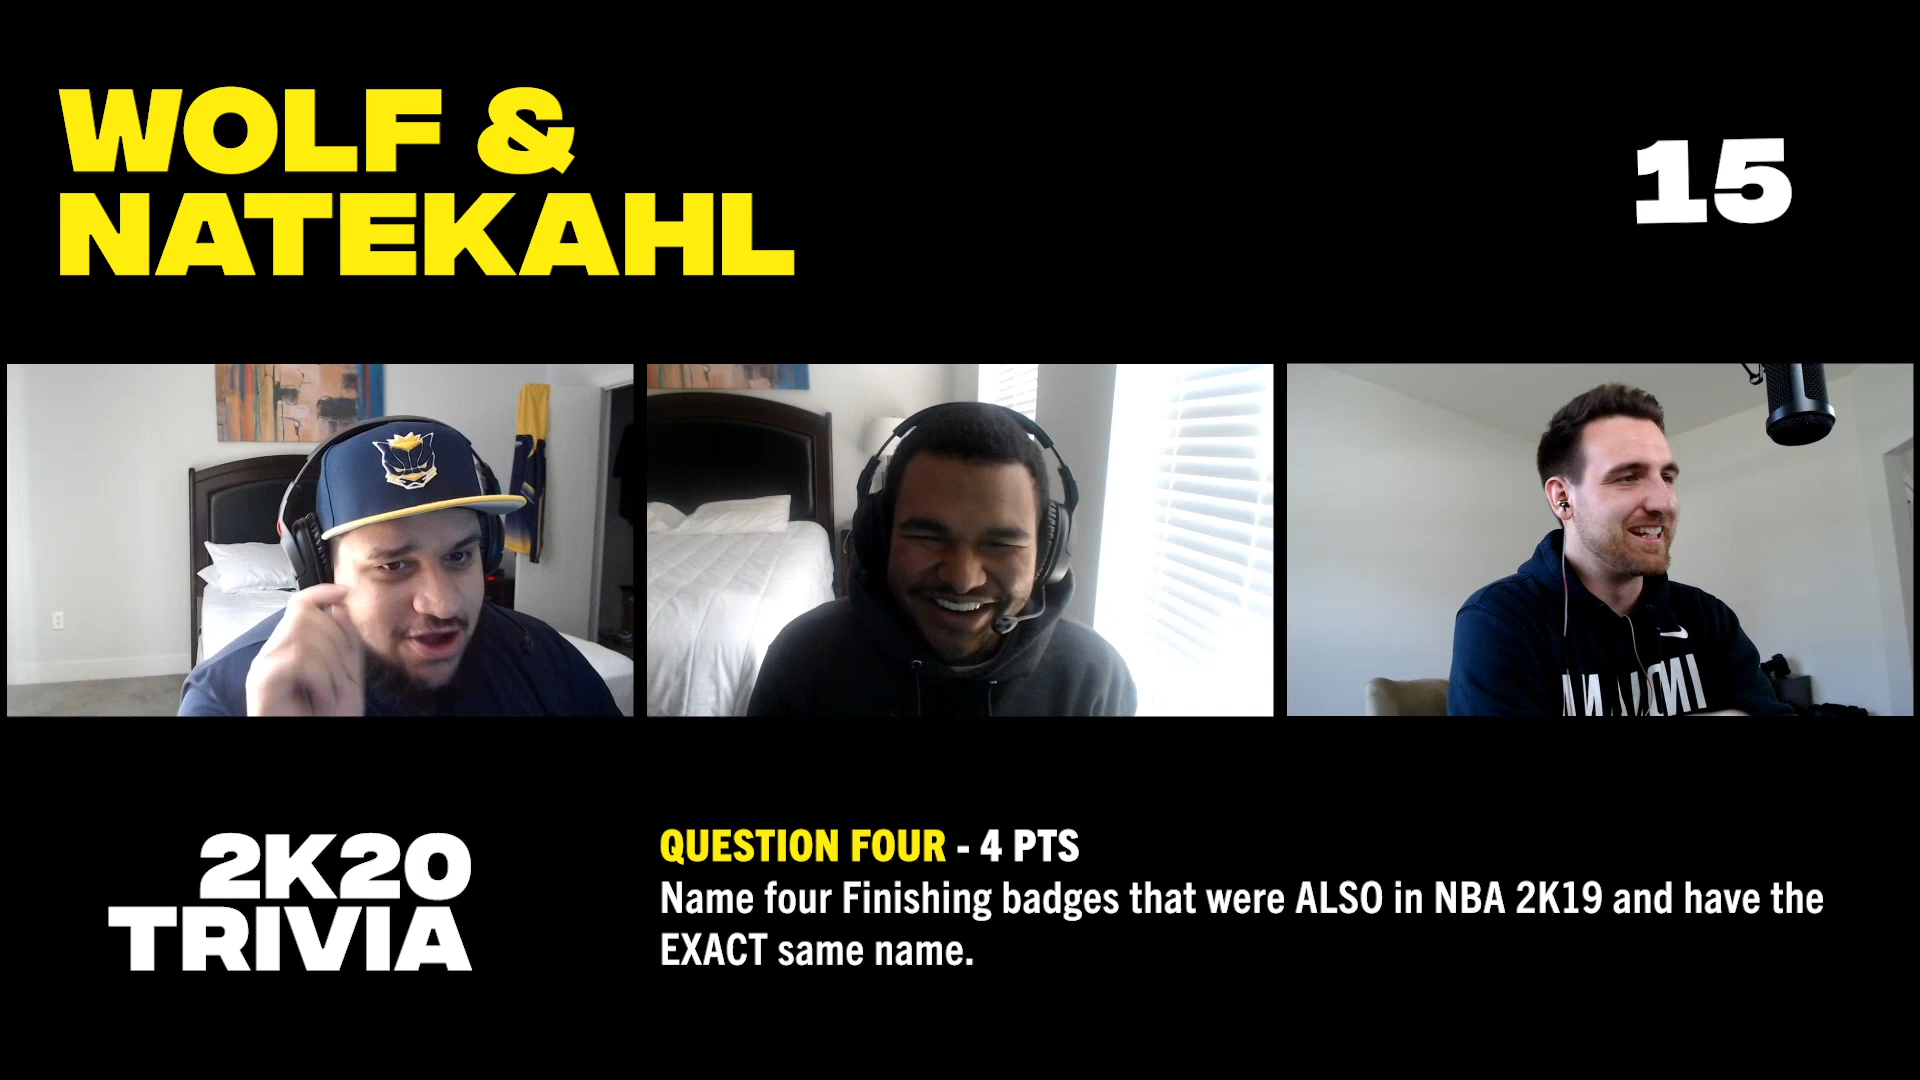 WOLF &
NATEKAHL
15
2K20
TRIVIA
QUESTION FOUR - 4 PTS
Name four Finishing badges that were ALSO in NBA 2K19 and have the
EXACT same name.